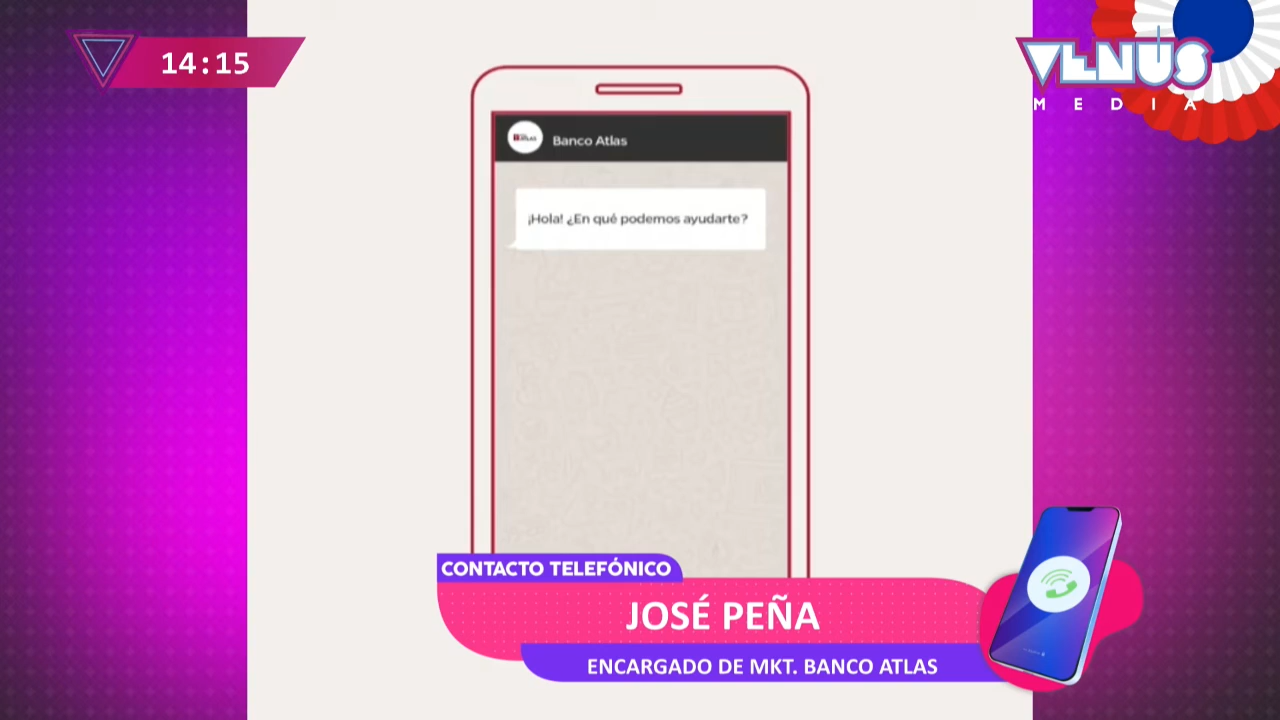 14:15
VENUS
MEDIA
ATLAS
Banco Atlas
¡Hola! ¿En qué podemos ayudarte?
CONTACTO TELEFÓNICO
JOSÉ PEÑA
ENCARGADO DE MKT. BANCO ATLAS